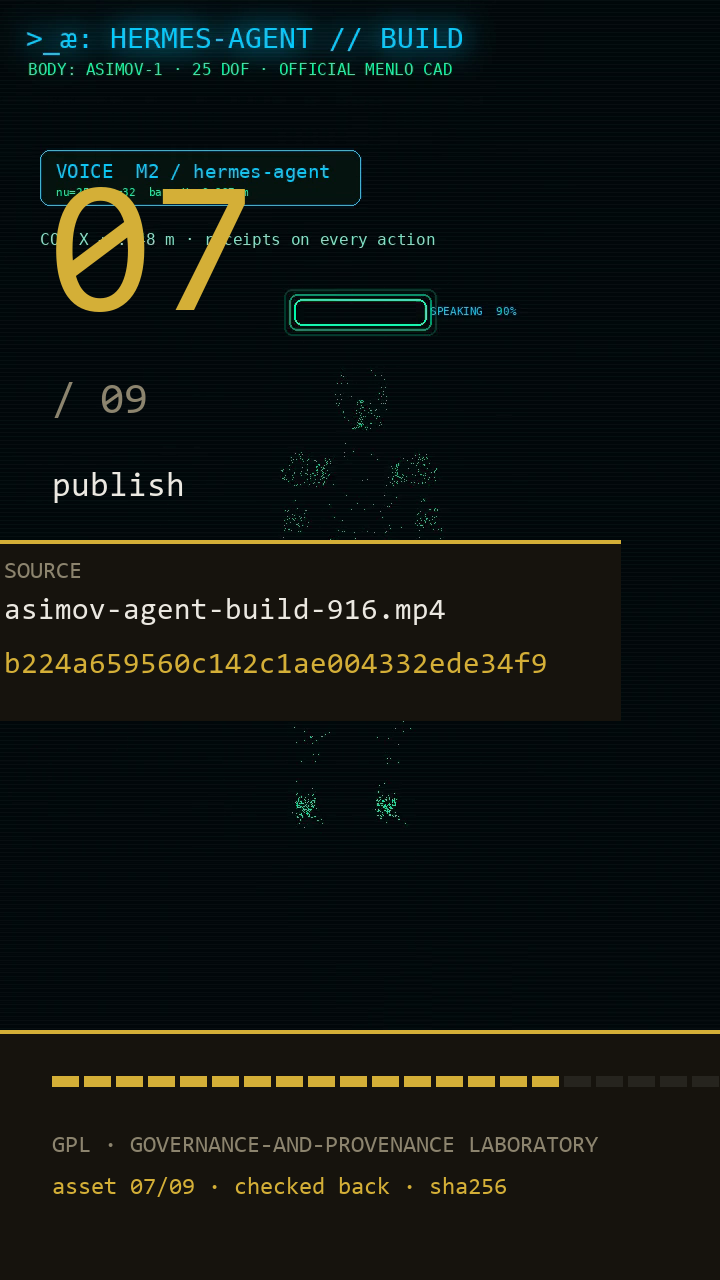 >_æ: HERMES-AGENT // BUILD
BODY: ASIMOV-1 · 25 DOF · OFFICIAL MENLO CAD
VOICE  M2 / hermes-agent
07
m · receipts on every action
SPEAKING  90%
/ 09
publish
SOURCE
asimov-agent-build-916.mp4
b224a659560c142c1ae004332ede34f9
GPL · GOVERNANCE-AND-PROVENANCE LABORATORY
asset 07/09 · checked back · sha256